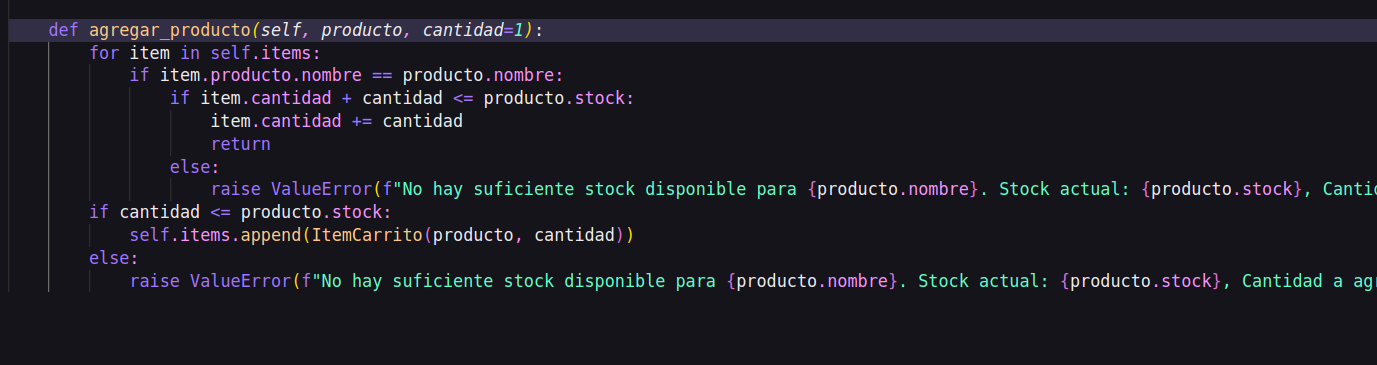 def agregar_producto(self, producto, cantidad=1):
for item in self.items:
if item.producto.nombre == producto.nombre:
if item.cantidad + cantidad <= producto.stock:
item.cantidad += cantidad
return
else:
raise ValueError(f"No hay suficiente stock disponible para {producto.nombre}. Stock actual: {producto.stock},
if cantidad <= producto.stock:
self.items.append(ItemCarrito(producto, cantidad))
else:
raise ValueError(f"No hay suficiente stock disponible para {producto.nombre}. Stock actual: {producto.stock}, Cantidad a